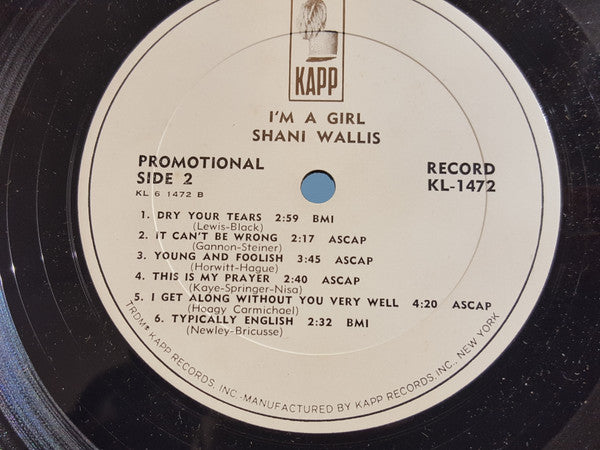 KAPP
I'M A GIRL
SHANI WALLIS
PROMOTIONAL
SIDE 2
KL 6 1472 B
RECORD
KL-1472
1. DRY YOUR TEARS 2:59 BMI
(Lewis-Black)
2. IT CAN'T BE WRONG 2:17 ASCAP
(Gannon-Steiner)
3. YOUNG AND FOOLISH 3:45 ASCAP
(Horwitt-Hague)
4. THIS IS MY PRAYER 2:40 ASCAP
(Kaye-Springer-Nisa)
5. I GET ALONG WITHOUT YOU VERY WELL 4:20 ASCAP
(Hoagy Carmichael)
6. TYPICALLY ENGLISH 2:32 BMI
(Newley-Bricusse)
TRDMK KAPP RECORDS, INC.-MANUFACTURED BY KAPP RECORDS, INC., NEW YORK